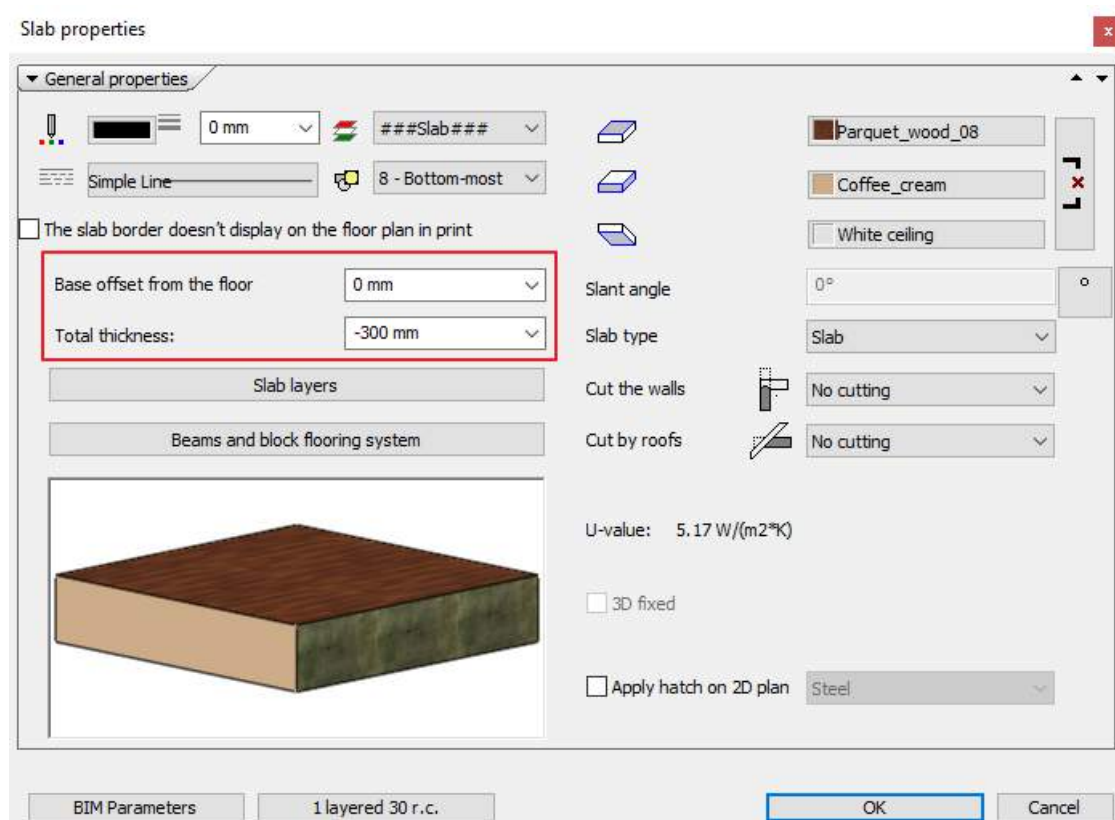 Slab properties
x
General properties
0 mm
###Slab###
Parquet_wood_08
Simple Line
8 - Bottom-most
Coffee_cream
The slab border doesn't display on the floor plan in print
White ceiling
Base offset from the floor
0 mm
Slant angle
0°
°
Total thickness:
-300 mm
Slab type
Slab
Slab layers
Cut the walls
No cutting
Beams and block flooring system
Cut by roofs
No cutting
U-value: 5.17 W/(m2*K)
3D fixed
Apply hatch on 2D plan
Steel
BIM Parameters
1 layered 30 r.c.
OK
Cancel